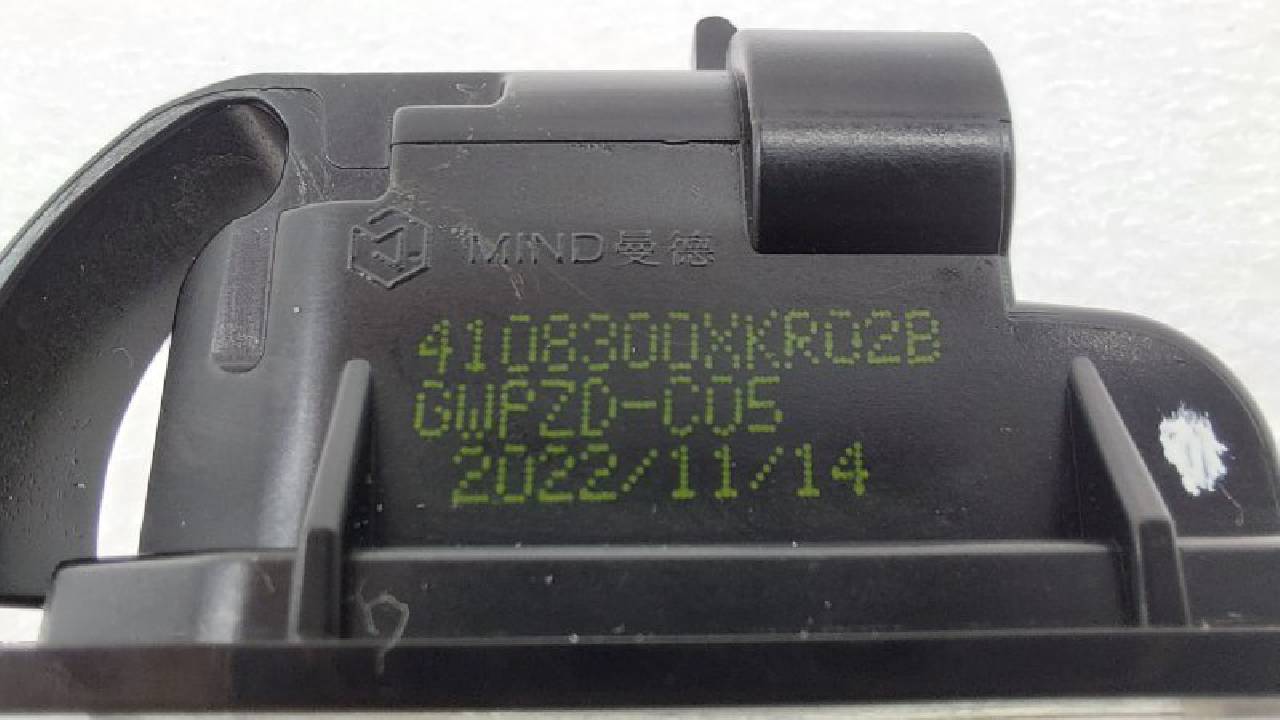 MIND曼德
4108300XKR02B
GWPZD-C05
2022/11/14